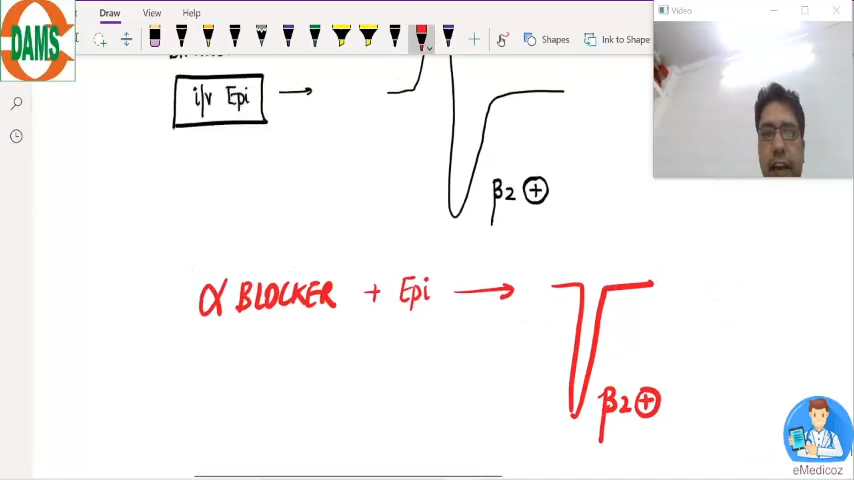 DAMS
Draw View Help
Shapes Ink to Shape
Video
i/v Epi
β2 +
α BLOCKER + Epi
β2 +
eMedicoz